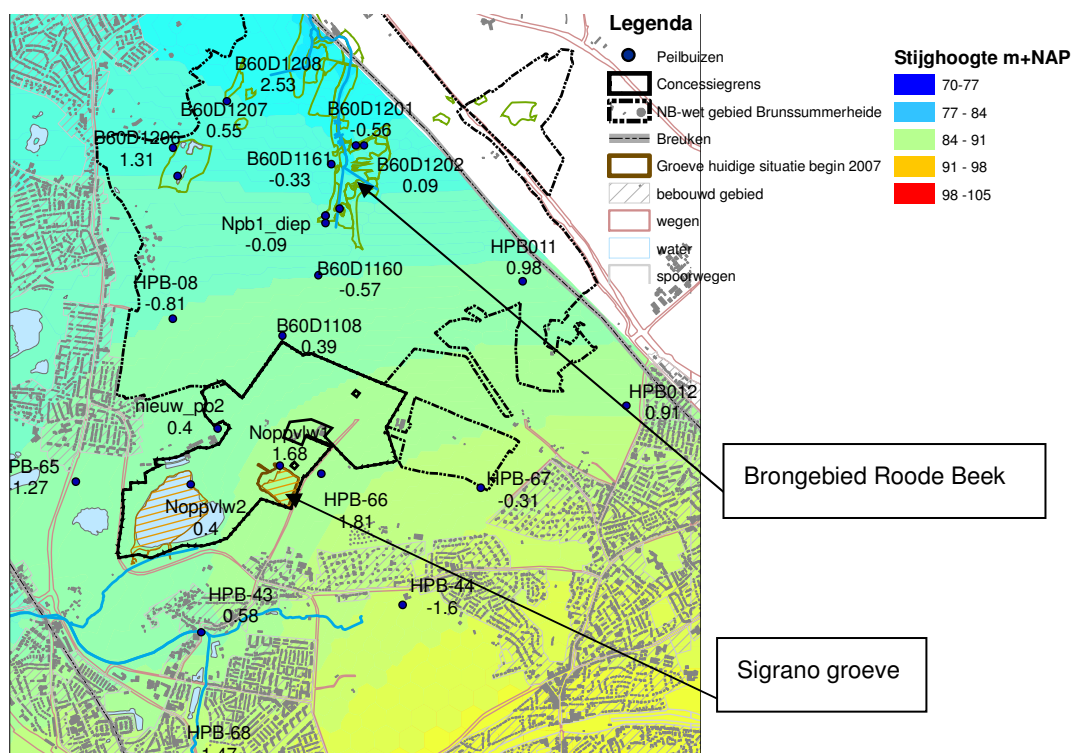 Legenda
Peilbuizen
Concessiegrens
NB-wet gebied Brunssummerheide
Breuken
Groeve huidige situatie begin 2007
bebouwd gebied
wegen
water
spoorwegen
Stijghoogte m+NAP
70-77
77 - 84
84 - 91
91 - 98
98 -105
B60D1208
2.53
B60D1207
0.55
B60D1201
-0.56
B60D1206
1.31
B60D1161
-0.33
B60D1202
0.09
Npb1_diep
-0.09
HPB011
0.98
B60D1160
-0.57
HPB-08
-0.81
B60D1108
0.39
HPB012
0.91
nieuw_pb2
0.4
Noppvlw1
1.68
PB-65
1.27
HPB-67
-0.31
HPB-66
1.81
Noppvlw2
0.4
Brongebied Roode Beek
HPB-44
-1.6
HPB-43
0.58
Sigrano groeve
HPB-68